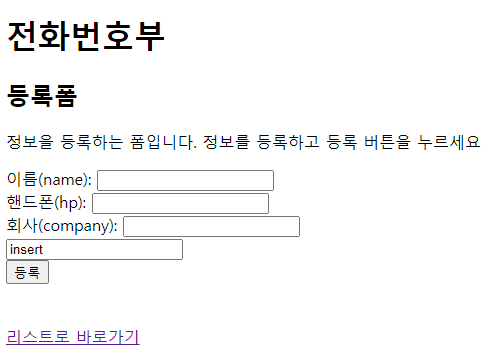 전화번호부
등록폼
정보을 등록하는 폼입니다. 정보를 등록하고 등록 버튼을 누르세요
이름(name):
핸드폰(hp):
회사(company):
insert
등록
리스트로 바로가기